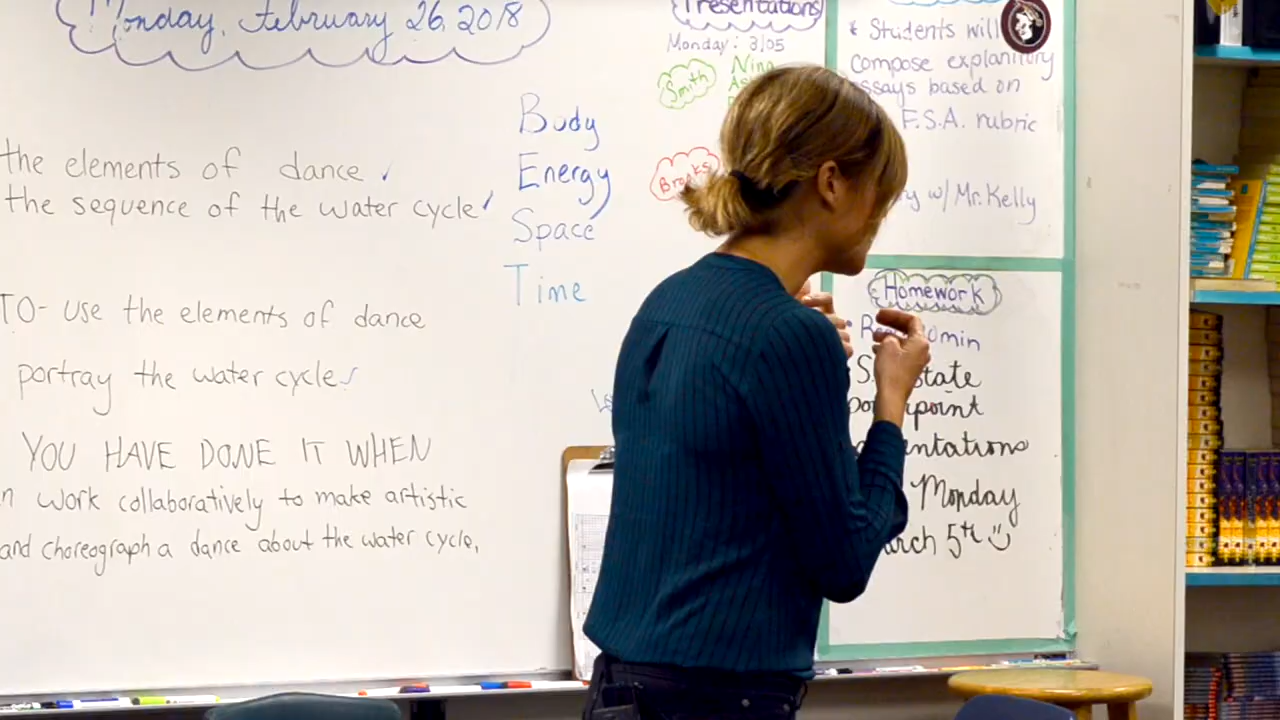 Monday, February 26, 2018
the elements of dance
the sequence of the water cycle
TO- use the elements of dance
portray the water cycle
YOU HAVE DONE IT WHEN
work collaboratively to make artistic
and choreograph a dance about the water cycle,
Body
Energy
Space
Time
Presentations
Monday: 3/05
Smith
Nina
Brooks
* Students will
compose explanitory
essays based on
F.S.A. rubric
w/ Mr. Kelly
Homework
State
powerpoint
Monday
5th